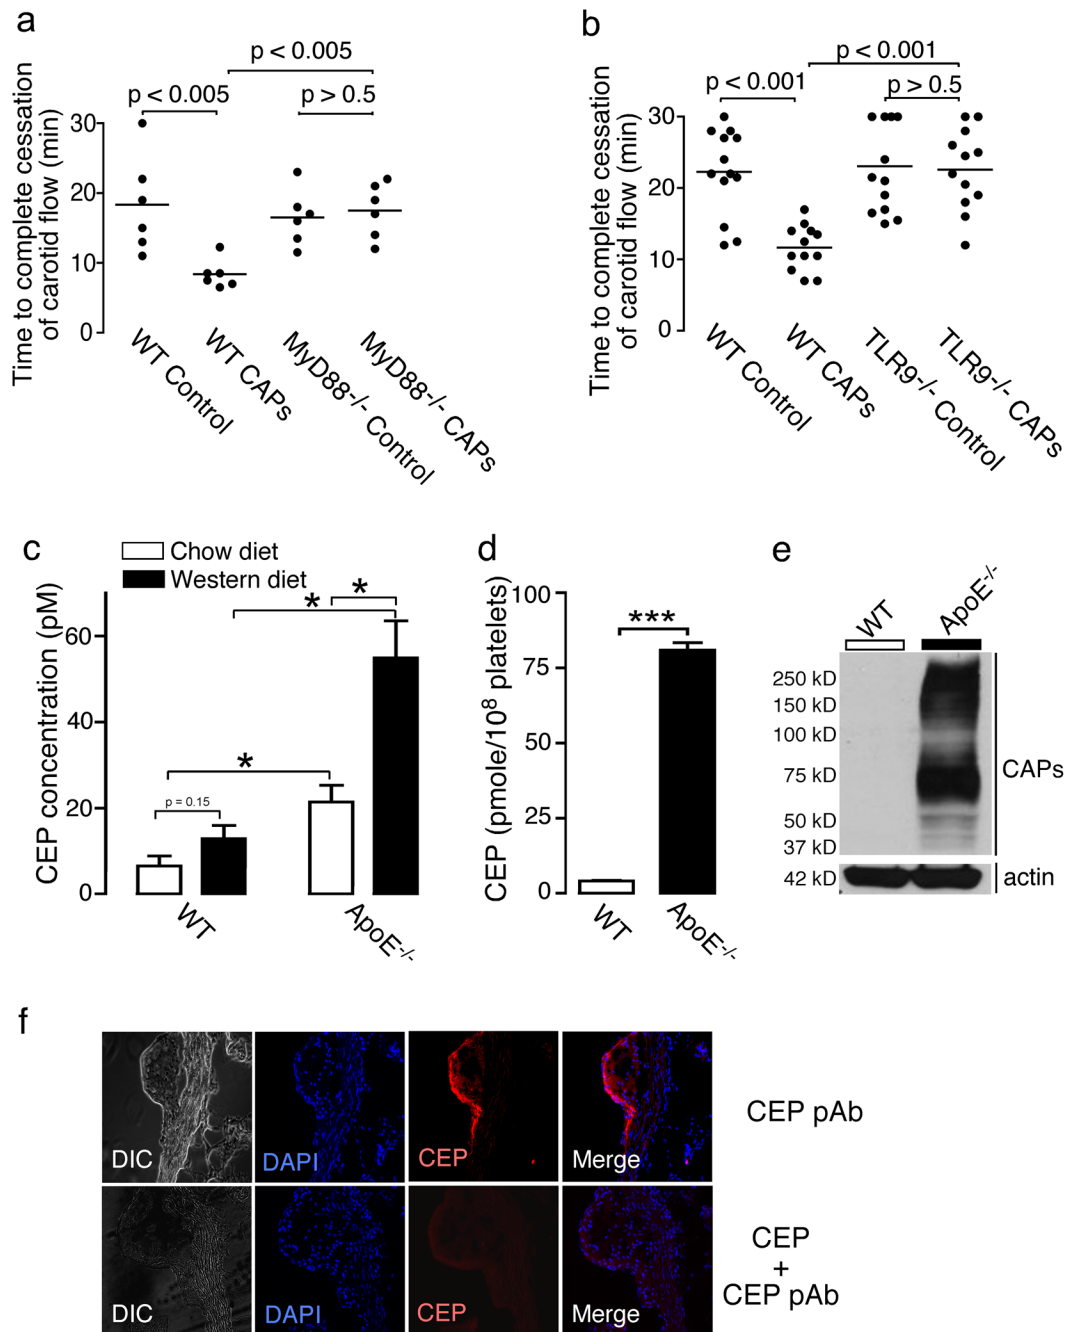 a
p < 0.005
p < 0.005
p > 0.5
Time to complete cessation
of carotid flow (min)
30
20
10
0
WT Control
WT CAPs
MyD88-/- Control
MyD88-/- CAPs
b
p < 0.001
p < 0.001
p > 0.5
Time to complete cessation
of carotid flow (min)
30
20
10
0
WT Control
WT CAPs
TLR9-/- Control
TLR9-/- CAPs
c
Chow diet
Western diet
CEP concentration (pM)
60
40
20
0
*
*
*
p = 0.15
WT
ApoE-/-
d
CEP (pmole/10⁸ platelets)
100
75
50
25
0
***
WT
ApoE-/-
e
WT
ApoE-/-
250 kD
150 kD
100 kD
75 kD
50 kD
37 kD
42 kD
CAPs
actin
f
DIC
DAPI
CEP
Merge
CEP pAb
DIC
DAPI
CEP
Merge
CEP
+
CEP pAb